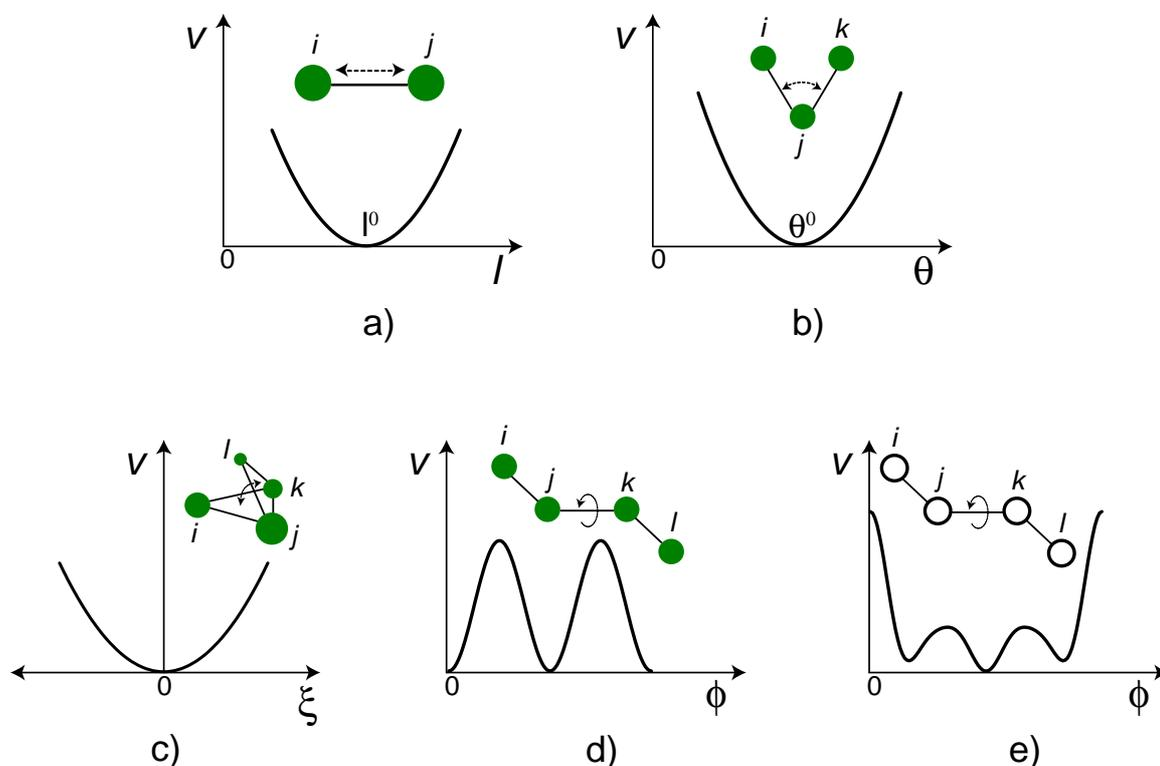 V i j
l⁰
0 l
a)
V i k
j
θ⁰
0 θ
b)
V l k
i j
0 ξ
c)
V i j k l
0 ϕ
d)
V i j k l
0 ϕ
e)